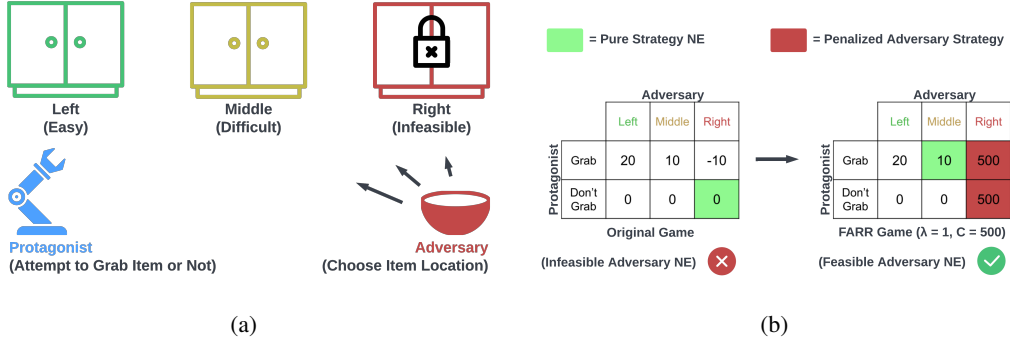 Left
(Easy)
Middle
(Difficult)
Right
(Infeasible)
Protagonist
(Attempt to Grab Item or Not)
Adversary
(Choose Item Location)
(a)
= Pure Strategy NE
= Penalized Adversary Strategy
Adversary
Left Middle Right
Protagonist
Grab 20 10 -10
Don't
Grab 0 0 0
Original Game
(Infeasible Adversary NE)
Adversary
Left Middle Right
Protagonist
Grab 20 10 500
Don't
Grab 0 0 500
FARR Game (λ = 1, C = 500)
(Feasible Adversary NE)
(b)